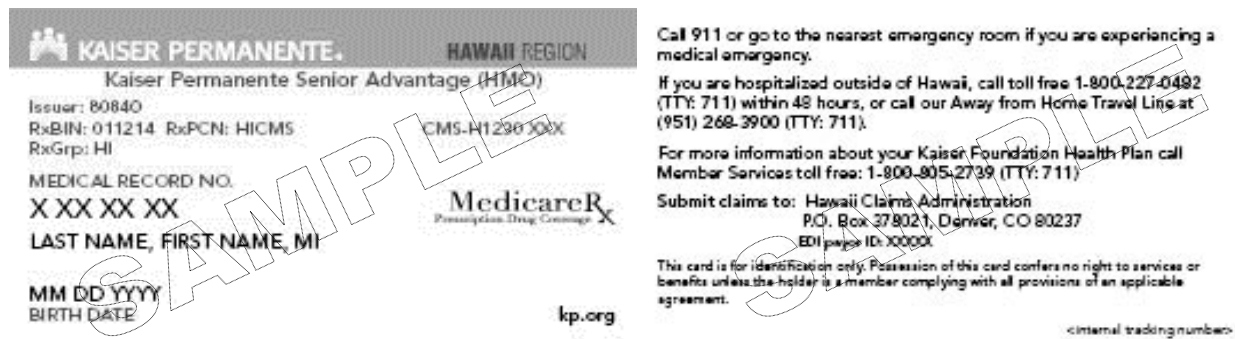 KAISER PERMANENTE.
HAWAII REGION
Kaiser Permanente Senior Advantage (HMO)
Issuer: 80840
RxBIN: 011214 RxPCN: HICMS
CMS-H1230 XXX
RxGrp: HI
MEDICAL RECORD NO.
X XX XX XX
MedicareRx
Prescription Drug Coverage
LAST NAME, FIRST NAME, MI
MM DD YYYY
BIRTH DATE
kp.org
SAMPLE
Call 911 or go to the nearest emergency room if you are experiencing a
medical emergency.
If you are hospitalized outside of Hawaii, call toll free 1-800-227-0482
(TTY: 711) within 48 hours, or call our Away from Home Travel Line at
(951) 268-3900 (TTY: 711).
For more information about your Kaiser Foundation Health Plan call
Member Services toll free: 1-800-805-2739 (TTY: 711)
Submit claims to: Hawaii Claims Administration
P.O. Box 378021, Denver, CO 80237
EDI payor ID: XXXXX
This card is for identification only. Possession of this card confers no right to services or
benefits unless the holder is a member complying with all provisions of an applicable
agreement.
<internal tracking number>
SAMPLE